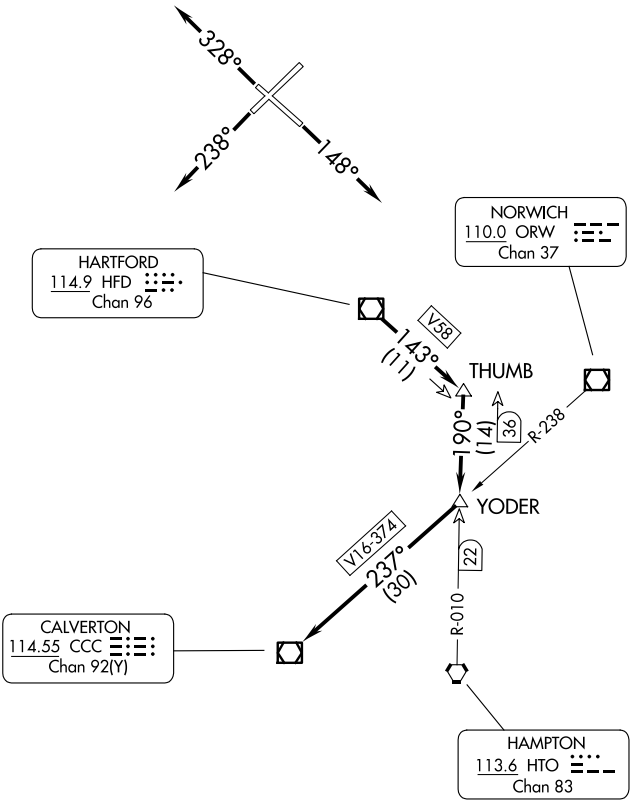 328°
238°
148°
NORWICH
110.0 ORW
Chan 37
HARTFORD
114.9 HFD
Chan 96
V58
143°
(11)
THUMB
190°
(14)
36
R-238
YODER
V16-374
237°
(30)
22
R-010
CALVERTON
114.55 CCC
Chan 92(Y)
HAMPTON
113.6 HTO
Chan 83